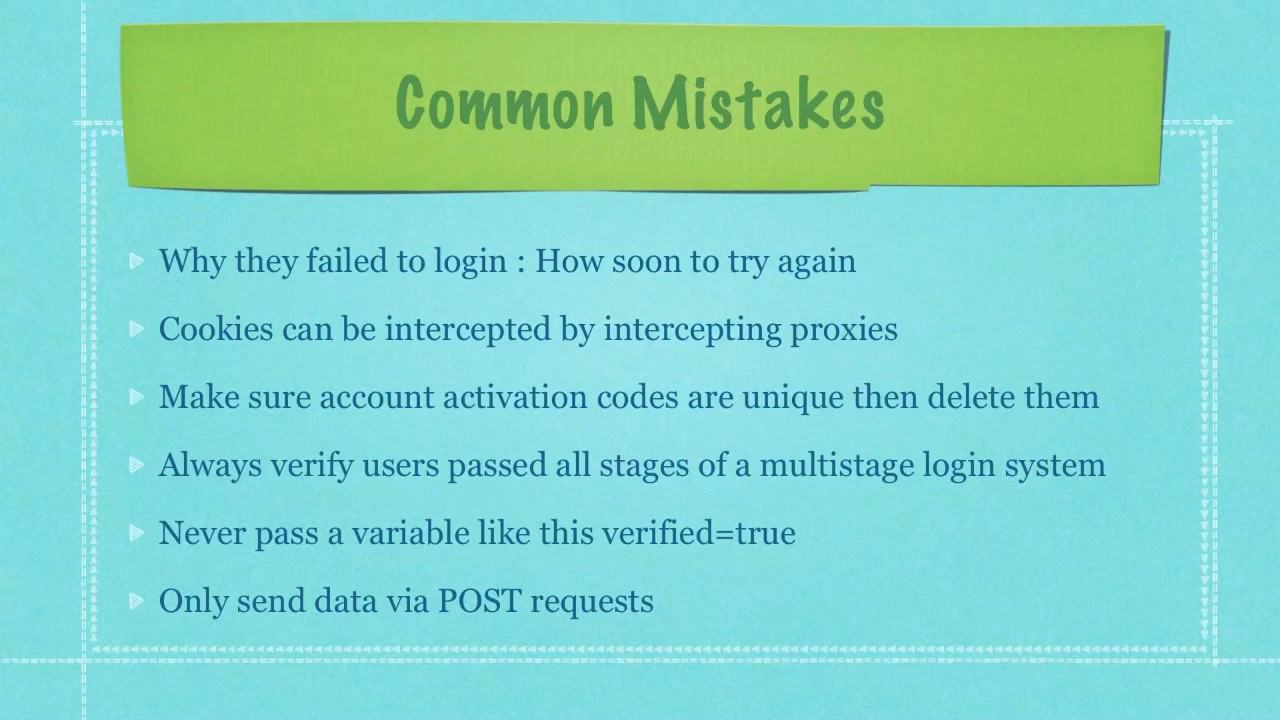 Common Mistakes
Why they failed to login : How soon to try again
Cookies can be intercepted by intercepting proxies
Make sure account activation codes are unique then delete them
Always verify users passed all stages of a multistage login system
Never pass a variable like this verified=true
Only send data via POST requests